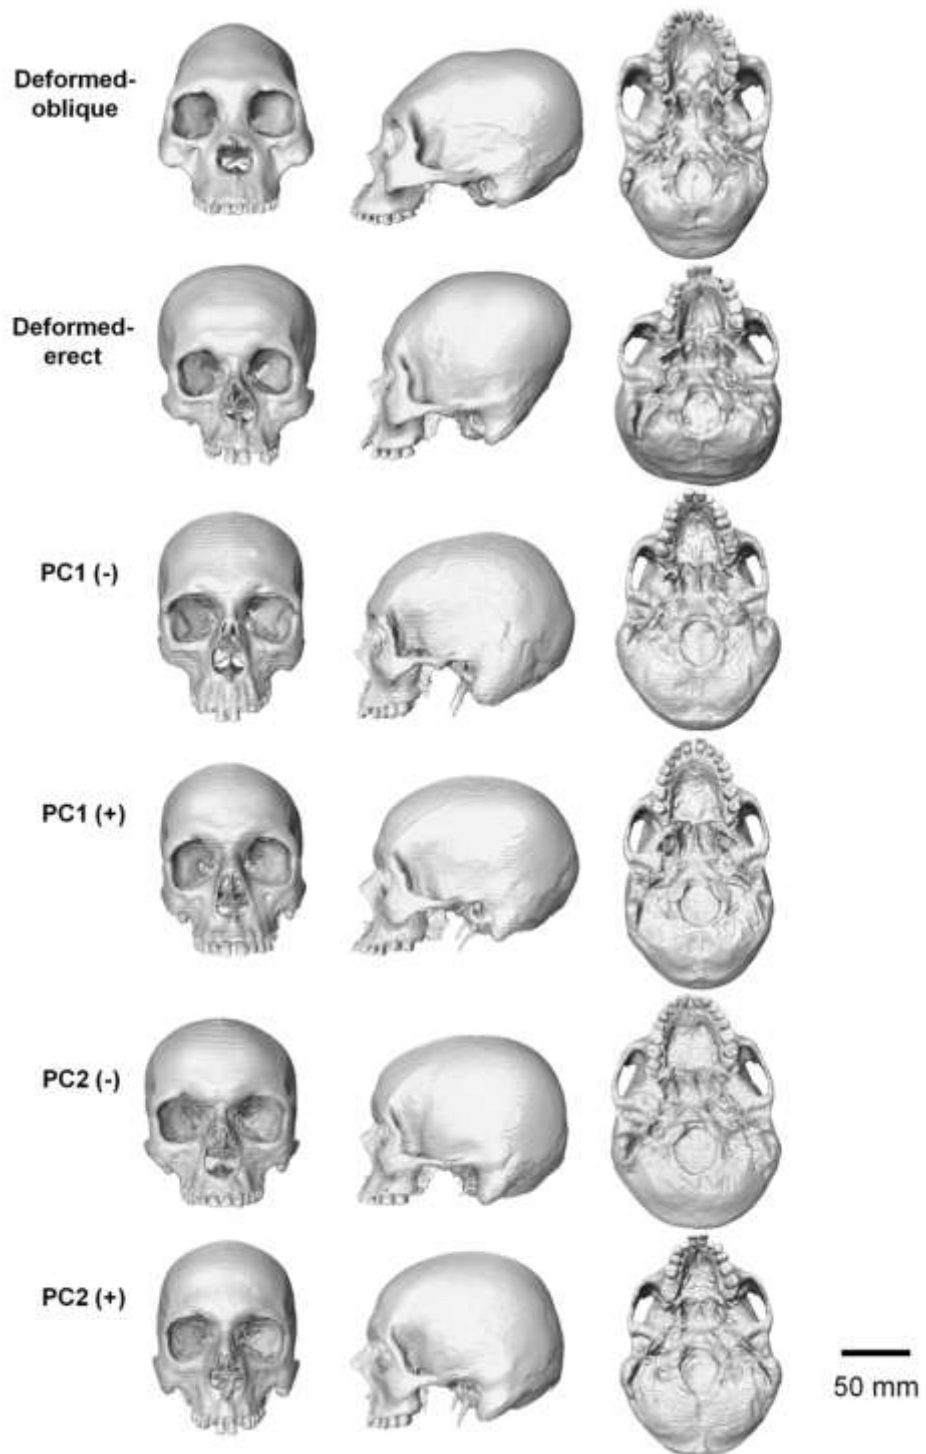 Deformed-
oblique
Deformed-
erect
PC1 (-)
PC1 (+)
PC2 (-)
PC2 (+)
50 mm